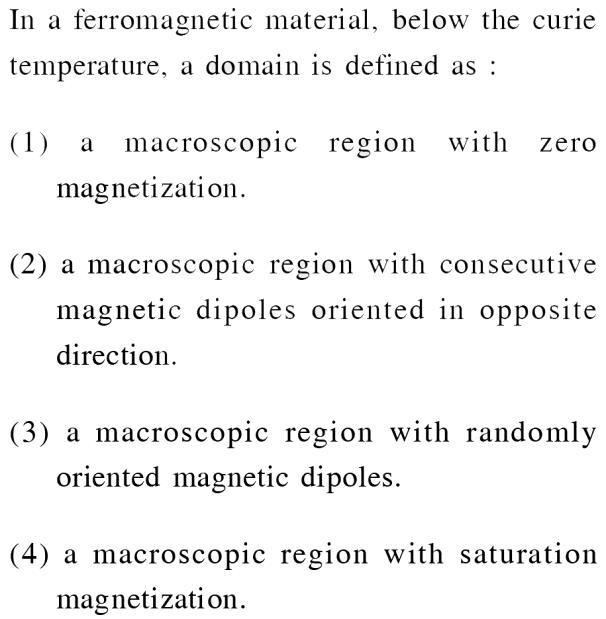 In a ferromagnetic material, below the curie
temperature, a domain is defined as :
(1) a macroscopic region with zero
magnetization.
(2) a macroscopic region with consecutive
magnetic dipoles oriented in opposite
direction.
(3) a macroscopic region with randomly
oriented magnetic dipoles.
(4) a macroscopic region with saturation
magnetization.